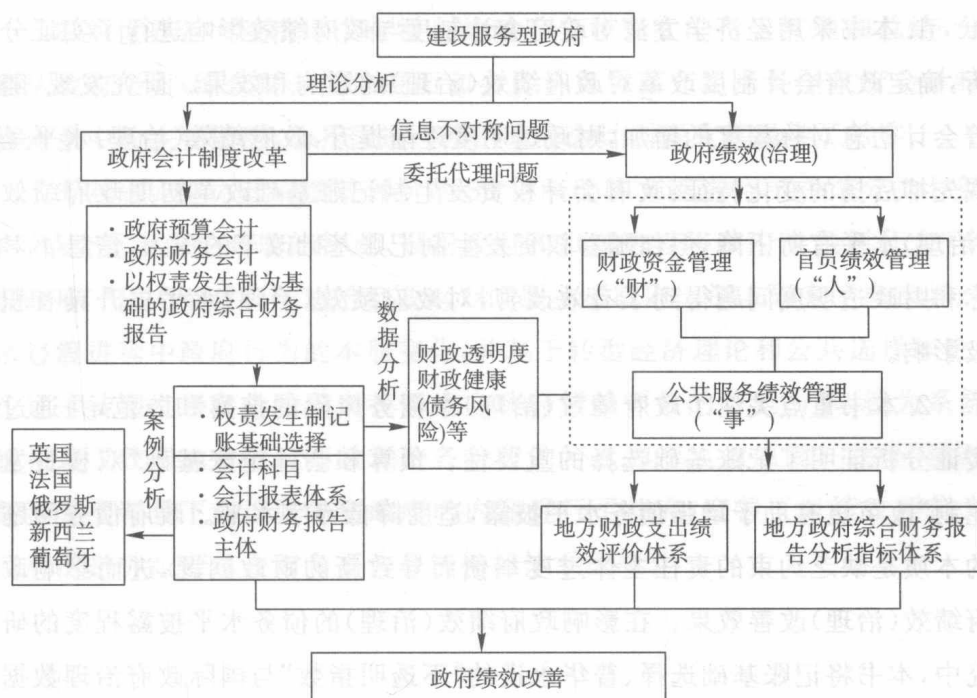 建设服务型政府
理论分析
政府会计制度改革
信息不对称问题
委托代理问题
政府绩效(治理)
· 政府预算会计
· 政府财务会计
· 以权责发生制为基
础的政府综合财务
报告
财政资金管理
“财”
官员绩效管理
(“人”)
数据分析
财政透明度
财政健康
(债务风
险)等
公共服务绩效管理
(“事”)
案例分析
· 权责发生制记
账基础选择
· 会计科目
· 会计报表体系
· 政府财务报告
主体
英国
法国
俄罗斯
新西兰
葡萄牙
地方财政支出绩
效评价体系
地方政府综合财务报
告分析指标体系
政府绩效改善